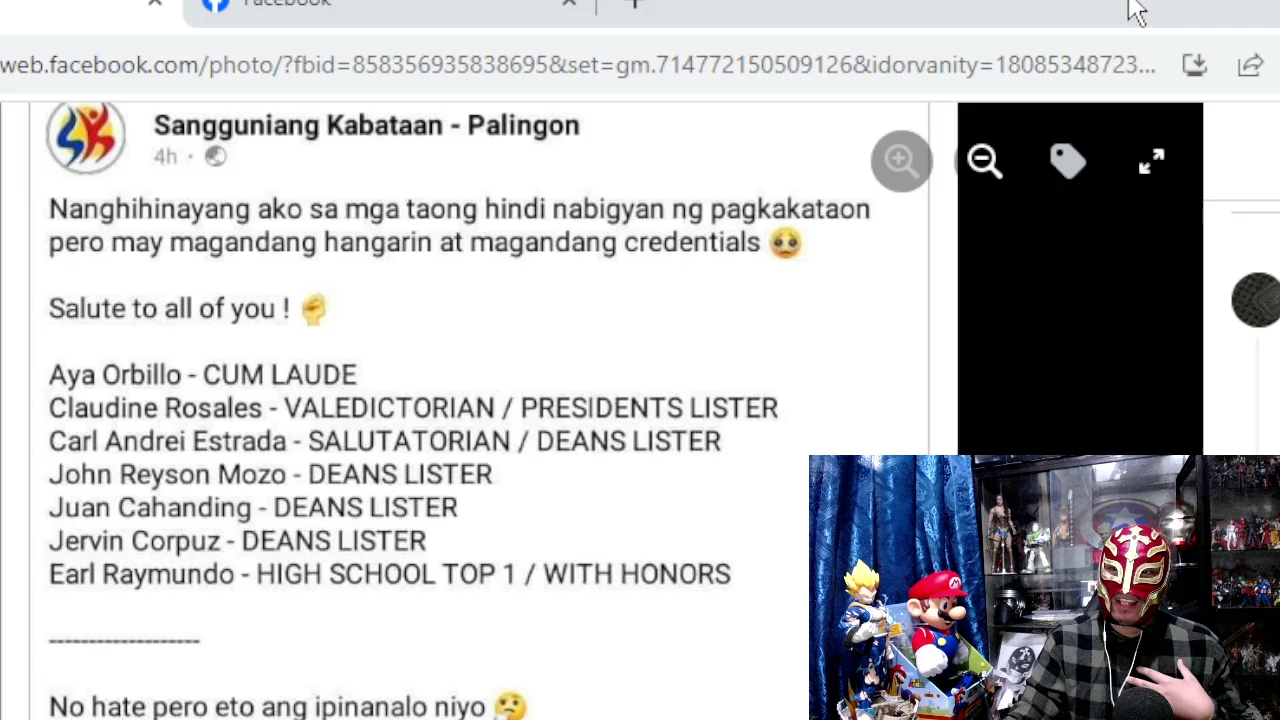 Facebook
web.facebook.com/photo/?fbid=858356935838695&set=gm.714772150509126&idorvanity=18085348723...
Sangguniang Kabataan - Palingon
4h ·
Nanghihinayang ako sa mga taong hindi nabigyan ng pagkakataon
pero may magandang hangarin at magandang credentials 🥺
Salute to all of you ! ✊
Aya Orbillo - CUM LAUDE
Claudine Rosales - VALEDICTORIAN / PRESIDENTS LISTER
Carl Andrei Estrada - SALUTATORIAN / DEANS LISTER
John Reyson Mozo - DEANS LISTER
Juan Cahanding - DEANS LISTER
Jervin Corpuz - DEANS LISTER
Earl Raymundo - HIGH SCHOOL TOP 1 / WITH HONORS
-------------------
No hate pero eto ang ipinanalo niyo 🤔